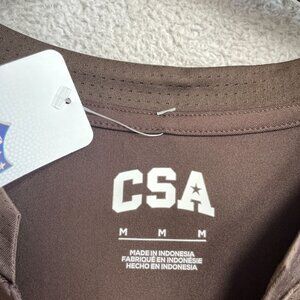 CSA
M M M
MADE IN INDONESIA
FABRIQUÉ EN INDONÉSIE
HECHO EN INDONESIA